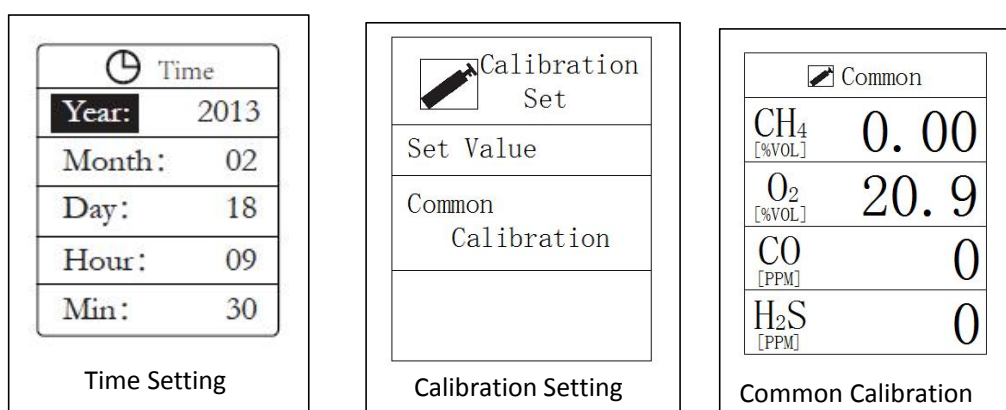 Time
Year: 2013
Month: 02
Day: 18
Hour: 09
Min: 30
Time Setting
Calibration
Set
Set Value
Common
Calibration
Calibration Setting
Common
CH₄ 0.00
[%VOL]
O₂ 20.9
[%VOL]
CO 0
[PPM]
H₂S 0
[PPM]
Common Calibration